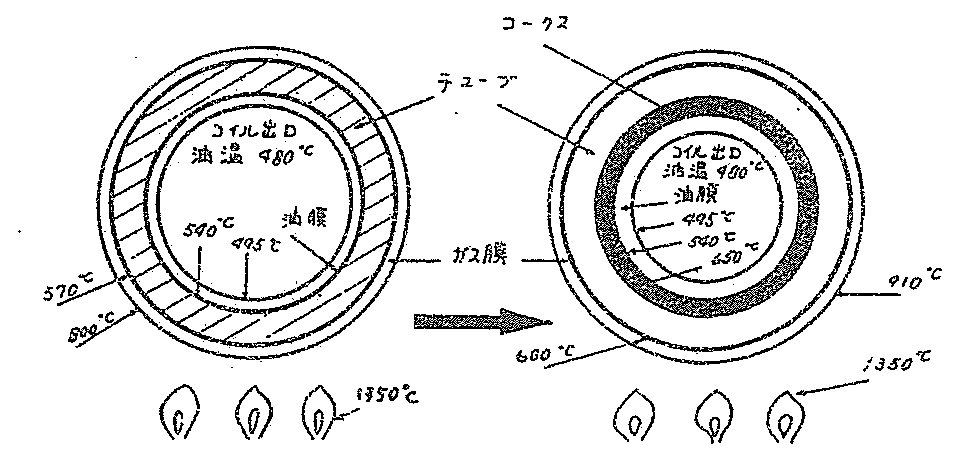 コークス
チューブ
コイル出口
油温 480℃
油膜
540℃
495℃
ガス膜
570℃
800℃
1350℃
コイル出口
油温 480℃
油膜
495℃
540℃
650℃
910℃
680℃
1350℃